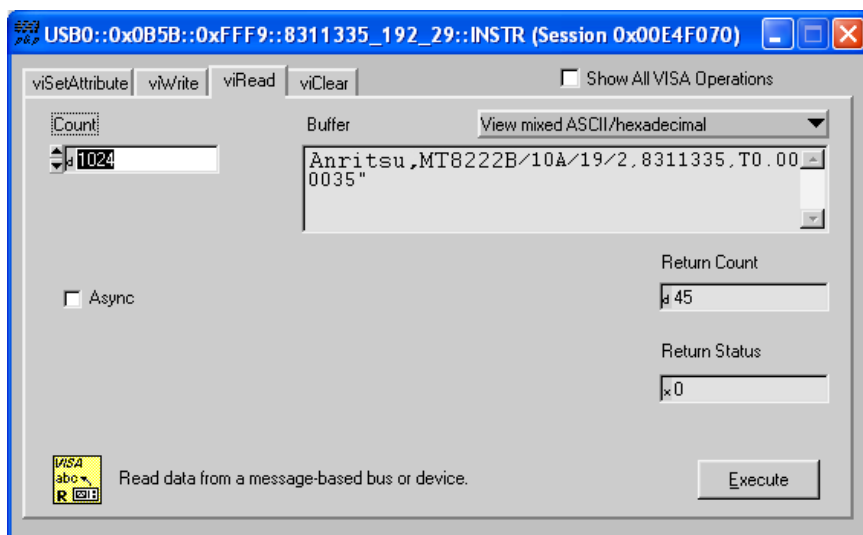 USB0::0x0B5B::0xFFF9::8311335_192_29::INSTR (Session 0x00E4F070)
viSetAttribute viWrite viRead viClear
Show All VISA Operations
Count
Buffer
View mixed ASCII/hexadecimal
d 1024
Anritsu,MT8222B/10A/19/2,8311335,T0.00
0035"
Return Count
Async
d 45
Return Status
x 0
VISA
abc
R
Read data from a message-based bus or device.
Execute